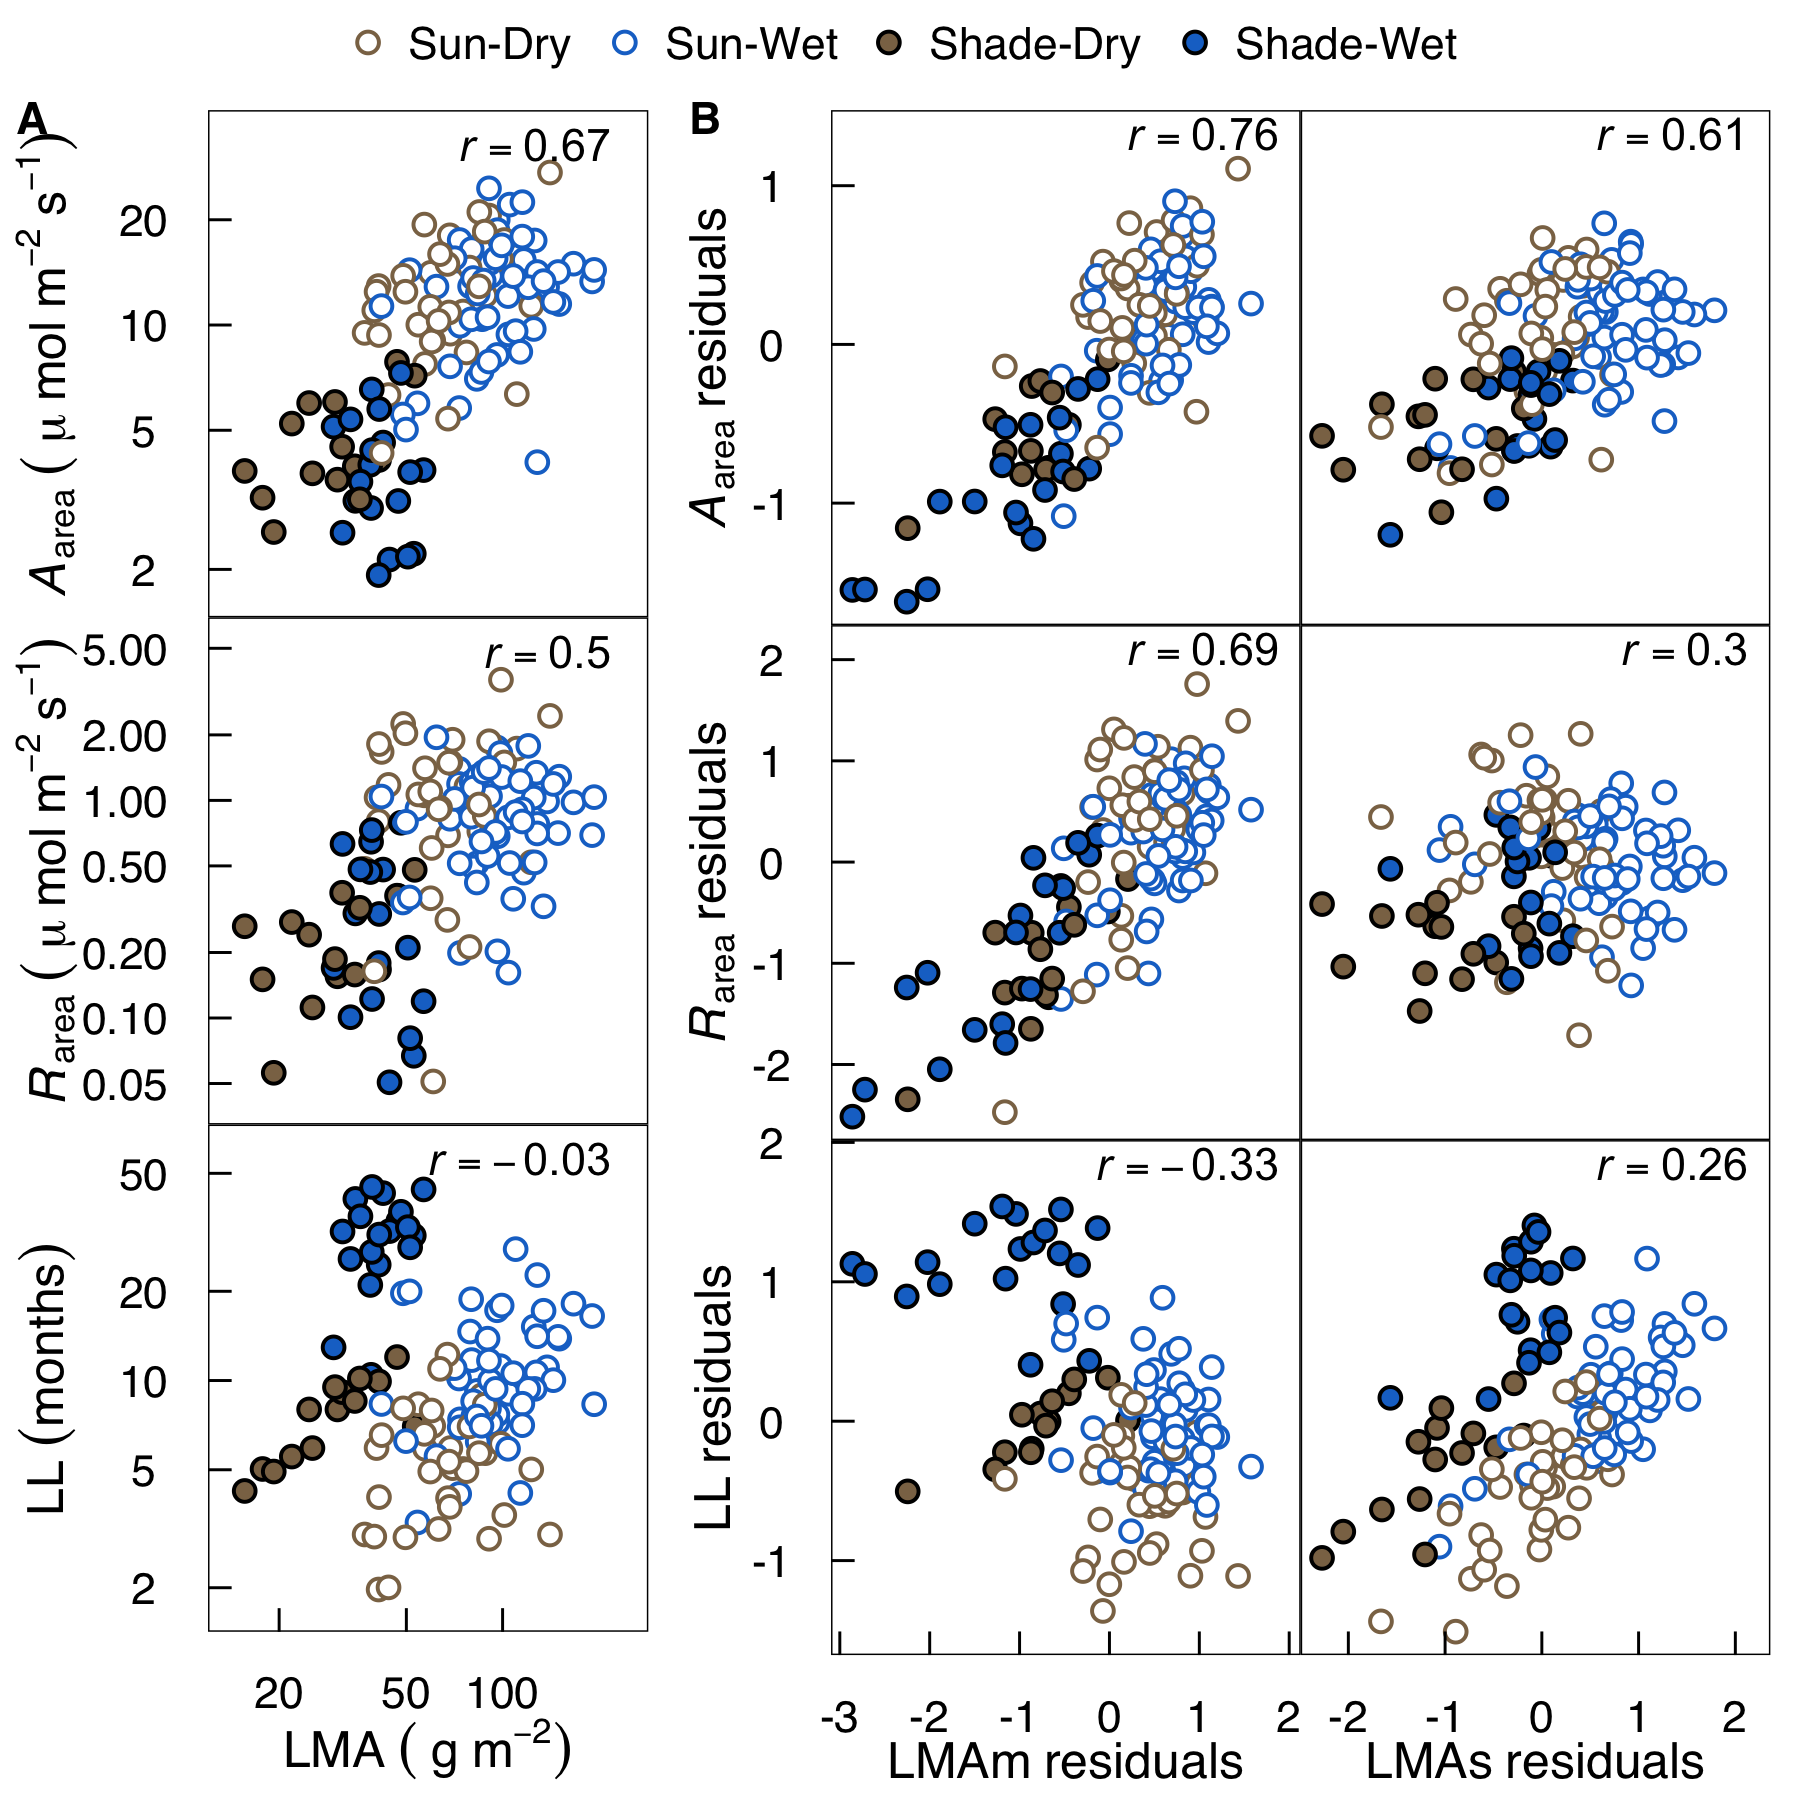 Sun-Dry Sun-Wet Shade-Dry Shade-Wet
A
A area ( μ mol m⁻² s⁻¹)
20
10
5
2
r = 0.67
R area ( μ mol m⁻² s⁻¹)
5.00
2.00
1.00
0.50
0.20
0.10
0.05
r = 0.5
LL (months)
50
20
10
5
2
r = −0.03
20 50 100
LMA ( g m⁻²)
B
A area residuals
1
0
-1
r = 0.76
r = 0.61
R area residuals
2
1
0
-1
-2
r = 0.69
r = 0.3
LL residuals
2
1
0
-1
r = −0.33
r = 0.26
-3 -2 -1 0 1 2
-2 -1 0 1 2
LMAm residuals
LMAs residuals